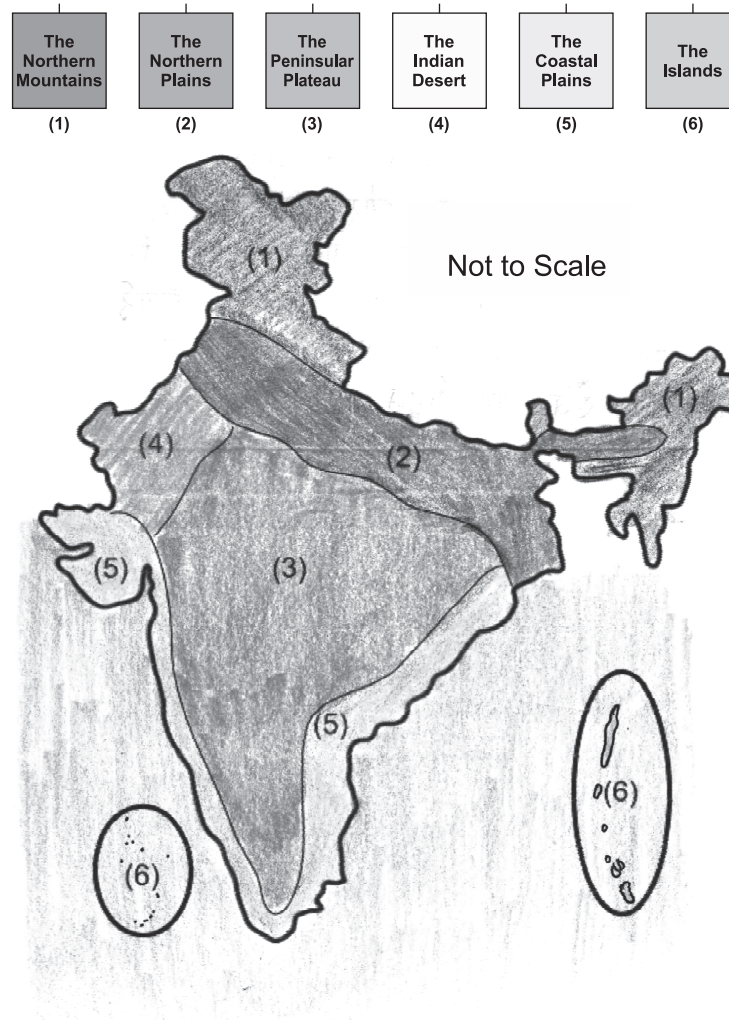 The
Northern
Mountains
The
Northern
Plains
The
Peninsular
Plateau
The
Indian
Desert
The
Coastal
Plains
The
Islands
(1)
(2)
(3)
(4)
(5)
(6)
(1)
Not to Scale
(1)
(4)
(2)
(5)
(3)
(5)
(6)
(6)